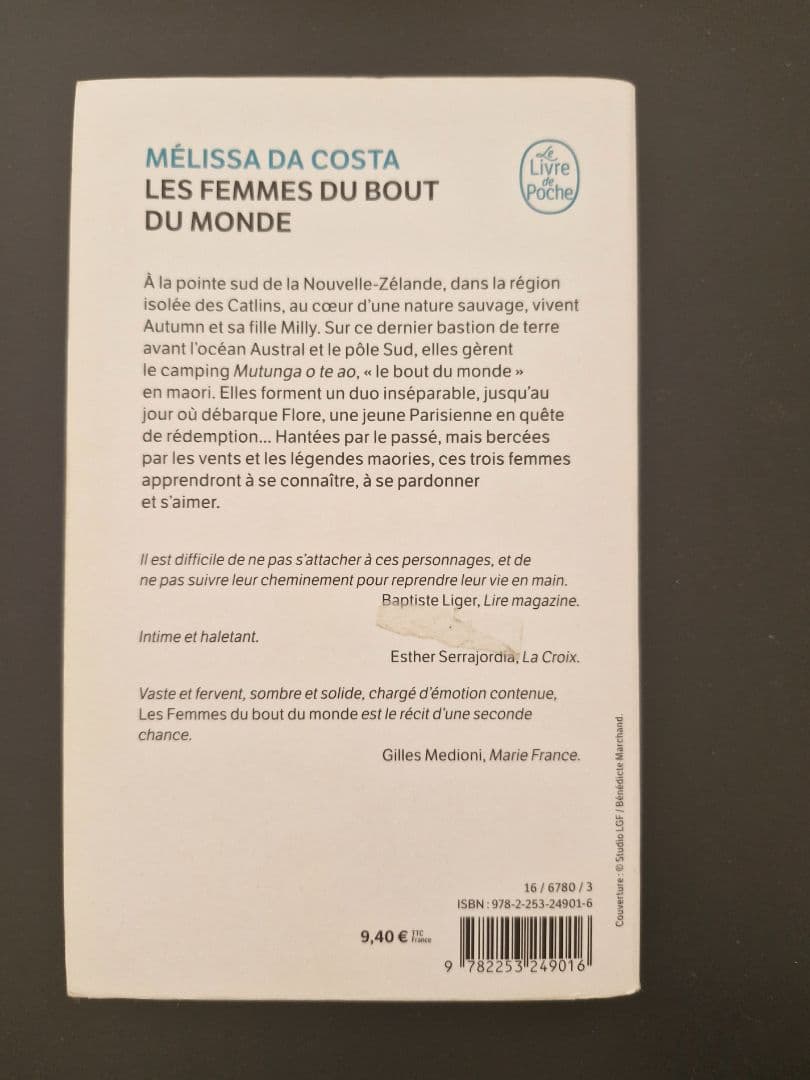 MÉLISSA DA COSTA
LES FEMMES DU BOUT
DU MONDE
Le
Livre
de
Poche
À la pointe sud de la Nouvelle-Zélande, dans la région
isolée des Catlins, au cœur d'une nature sauvage, vivent
Autumn et sa fille Milly. Sur ce dernier bastion de terre
avant l'océan Austral et le pôle Sud, elles gèrent
le camping Mutunga o te ao, « le bout du monde »
en maori. Elles forment un duo inséparable, jusqu'au
jour où débarque Flore, une jeune Parisienne en quête
de rédemption... Hantées par le passé, mais bercées
par les vents et les légendes maories, ces trois femmes
apprendront à se connaître, à se pardonner
et s'aimer.
Il est difficile de ne pas s'attacher à ces personnages, et de
ne pas suivre leur cheminement pour reprendre leur vie en main.
Baptiste Liger, Lire magazine.
Intime et haletant.
Esther Serrajordia, La Croix.
Vaste et fervent, sombre et solide, chargé d'émotion contenue,
Les Femmes du bout du monde est le récit d'une seconde
chance.
Gilles Medioni, Marie France.
Couverture : © Studio LGF / Bénédicte Marchand.
16 / 6780 / 3
ISBN : 978-2-253-24901-6
9,40 € TTC France
9 782253 249016